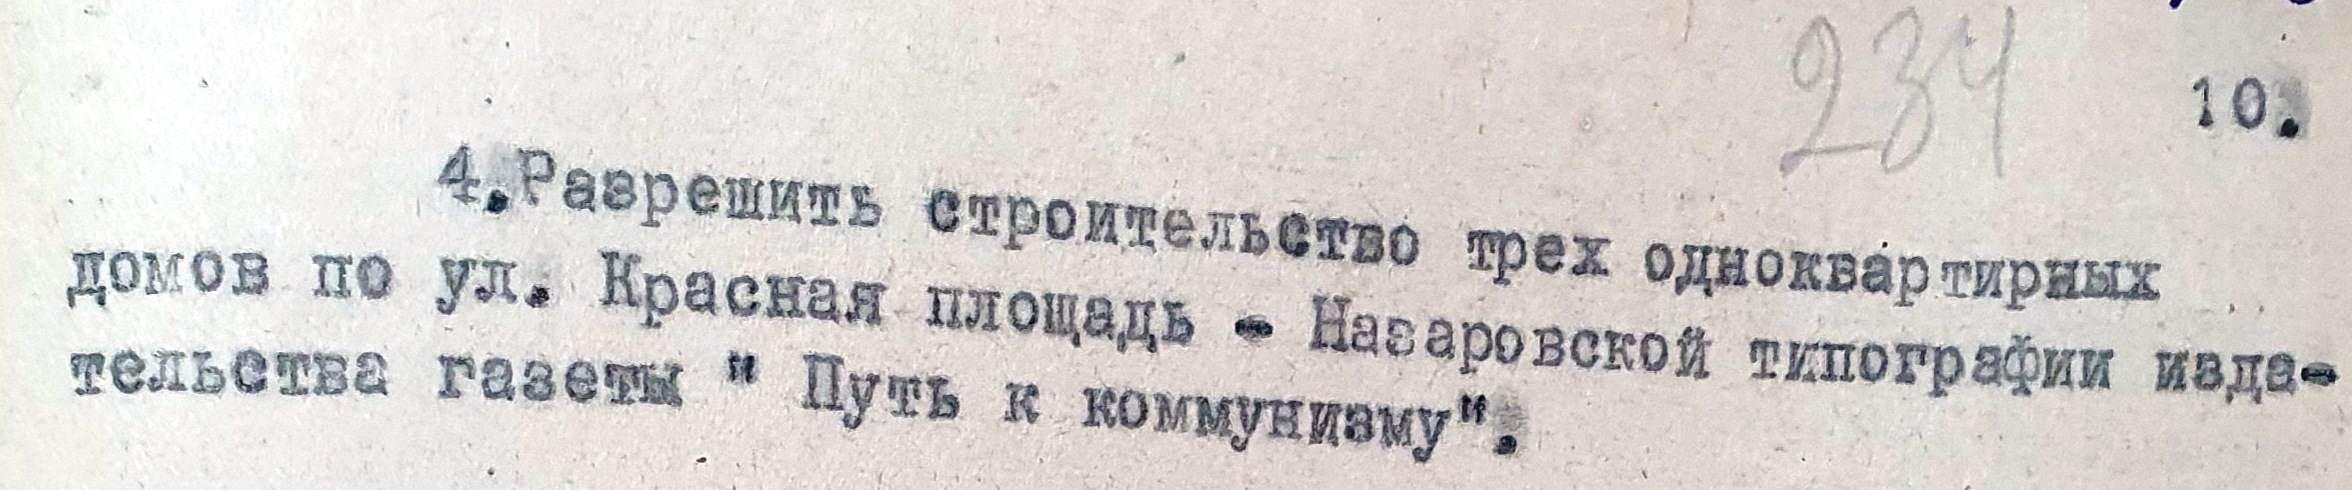 234
10.
4.Разрешить строительство трех одноквартирных
домов по ул. Красная площадь - Назаровской типографии изда-
тельства газеты " Путь к коммунизму".